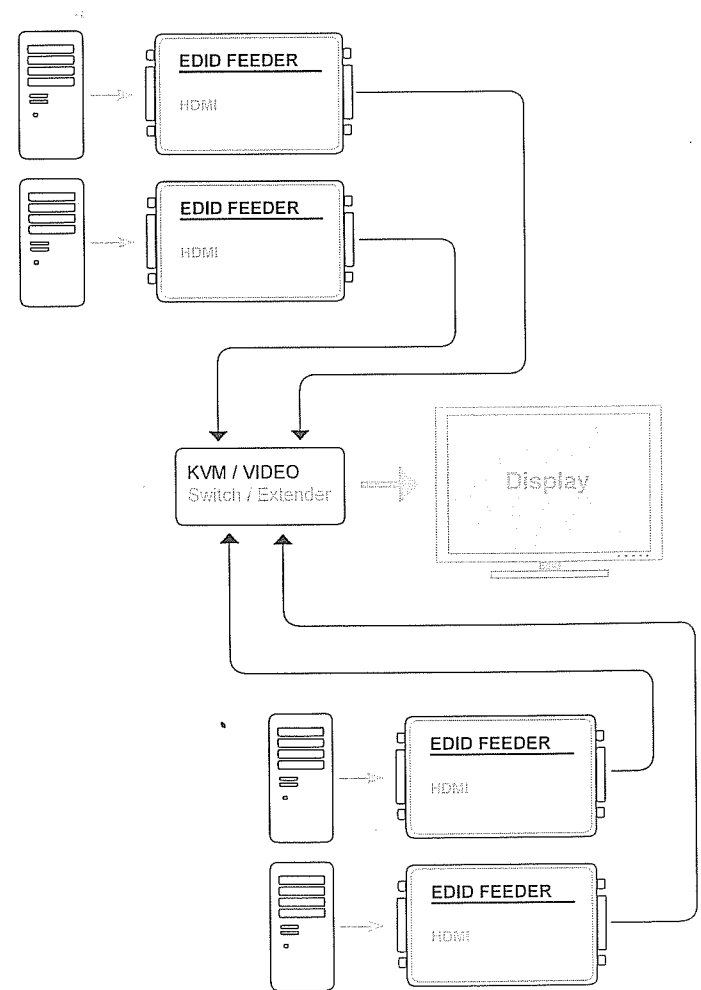 EDID FEEDER
HDMI
EDID FEEDER
HDMI
KVM / VIDEO
Switch / Extender
Display
EDID FEEDER
HDMI
EDID FEEDER
HDMI